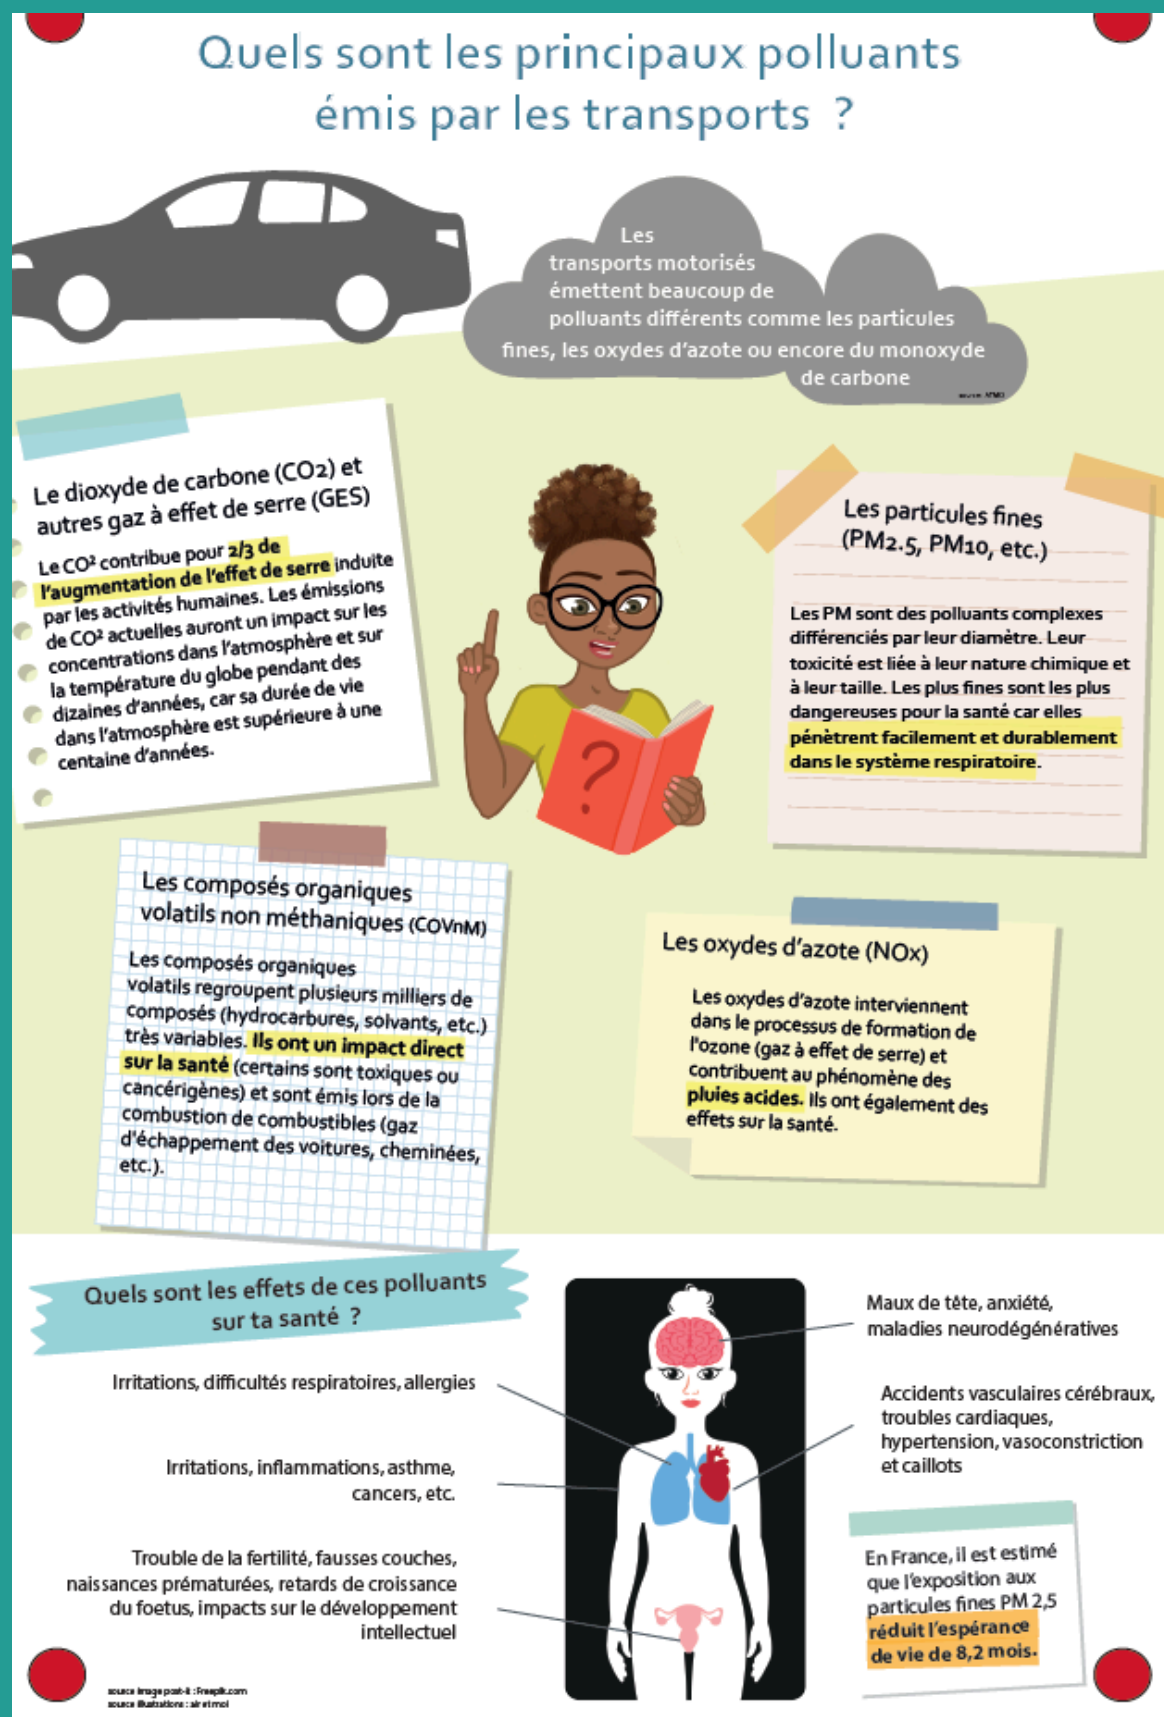 Quels sont les principaux polluants
émis par les transports ?
Les
transports motorisés
émettent beaucoup de
polluants différents comme les particules
fines, les oxydes d'azote ou encore du monoxyde
de carbone
source: ATMO
Le dioxyde de carbone (CO2) et
autres gaz à effet de serre (GES)
Le CO² contribue pour 2/3 de
l'augmentation de l'effet de serre induite
par les activités humaines. Les émissions
de CO² actuelles auront un impact sur les
concentrations dans l'atmosphère et sur
la température du globe pendant des
dizaines d'années, car sa durée de vie
dans l'atmosphère est supérieure à une
centaine d'années.
Les particules fines
(PM2.5, PM10, etc.)
Les PM sont des polluants complexes
différenciés par leur diamètre. Leur
toxicité est liée à leur nature chimique et
à leur taille. Les plus fines sont les plus
dangereuses pour la santé car elles
pénètrent facilement et durablement
dans le système respiratoire.
?
Les composés organiques
volatils non méthaniques (COVnM)
Les composés organiques
volatils regroupent plusieurs milliers de
composés (hydrocarbures, solvants, etc.)
très variables. Ils ont un impact direct
sur la santé (certains sont toxiques ou
cancérigènes) et sont émis lors de la
combustion de combustibles (gaz
d'échappement des voitures, cheminées,
etc.).
Les oxydes d'azote (NOx)
Les oxydes d'azote interviennent
dans le processus de formation de
l'ozone (gaz à effet de serre) et
contribuent au phénomène des
pluies acides. Ils ont également des
effets sur la santé.
Quels sont les effets de ces polluants
sur ta santé ?
Irritations, difficultés respiratoires, allergies
Irritations, inflammations, asthme,
cancers, etc.
Trouble de la fertilité, fausses couches,
naissances prématurées, retards de croissance
du foetus, impacts sur le développement
intellectuel
Maux de tête, anxiété,
maladies neurodégénératives
Accidents vasculaires cérébraux,
troubles cardiaques,
hypertension, vasoconstriction
et caillots
En France, il est estimé
que l'exposition aux
particules fines PM 2,5
réduit l'espérance
de vie de 8,2 mois.
source image post-it : Freepik.com
source illustrations : air et moi